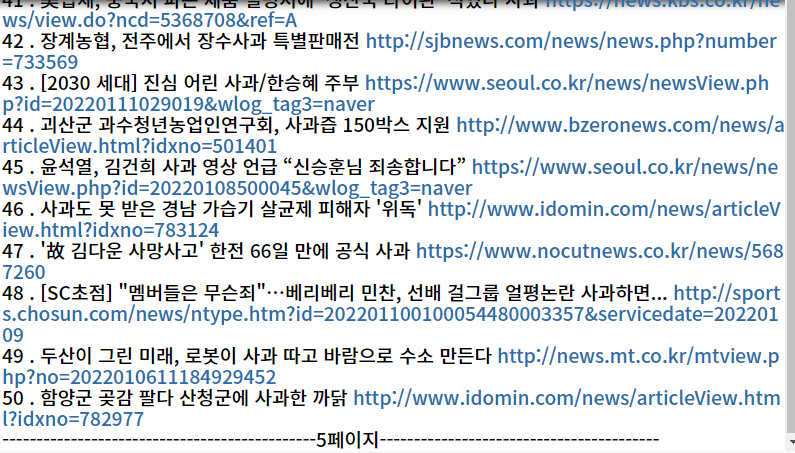 https://news.kbs.co.kr/ne
ws/view.do?ncd=5368708&ref=A
42 . 장계농협, 전주에서 장수사과 특별판매전 http://sjbnews.com/news/news.php?number
=733569
43 . [2030 세대] 진심 어린 사과/한승혜 주부 https://www.seoul.co.kr/news/newsView.ph
p?id=20220111029019&wlog_tag3=naver
44 . 괴산군 과수청년농업인연구회, 사과즙 150박스 지원 http://www.bzeronews.com/news/a
rticleView.html?idxno=501401
45 . 윤석열, 김건희 사과 영상 언급 “신승훈님 죄송합니다” https://www.seoul.co.kr/news/ne
wsView.php?id=20220108500045&wlog_tag3=naver
46 . 사과도 못 받은 경남 가습기 살균제 피해자 '위독' http://www.idomin.com/news/articleV
iew.html?idxno=783124
47 . '故 김다운 사망사고' 한전 66일 만에 공식 사과 https://www.nocutnews.co.kr/news/568
7260
48 . [SC초점] "멤버들은 무슨죄"…베리베리 민찬, 선배 걸그룹 얼평논란 사과하면... http://sport
s.chosun.com/news/ntype.htm?id=202201100100054480003357&servicedate=202201
09
49 . 두산이 그린 미래, 로봇이 사과 따고 바람으로 수소 만든다 http://news.mt.co.kr/mtview.p
hp?no=2022010611184929452
50 . 함양군 곶감 팔다 산청군에 사과한 까닭 http://www.idomin.com/news/articleView.htm
l?idxno=782977
----------------------------------------------5페이지-----------------------------------------